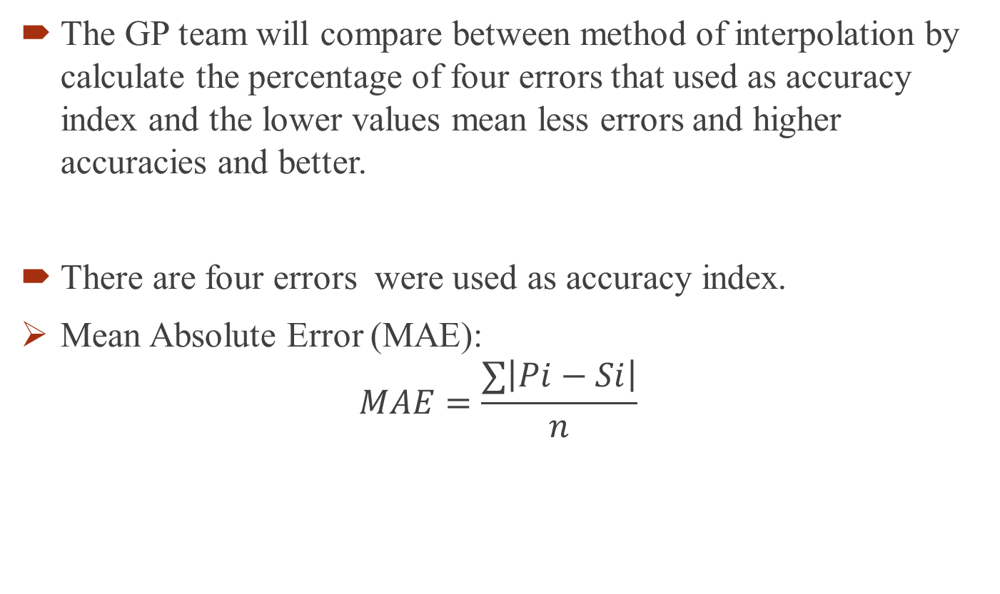 The GP team will compare between method of interpolation by
calculate the percentage of four errors that used as accuracy
index and the lower values mean less errors and higher
accuracies and better.
There are four errors were used as accuracy index.
Mean Absolute Error (MAE):
MAE = ∑|Pi − Si| / n